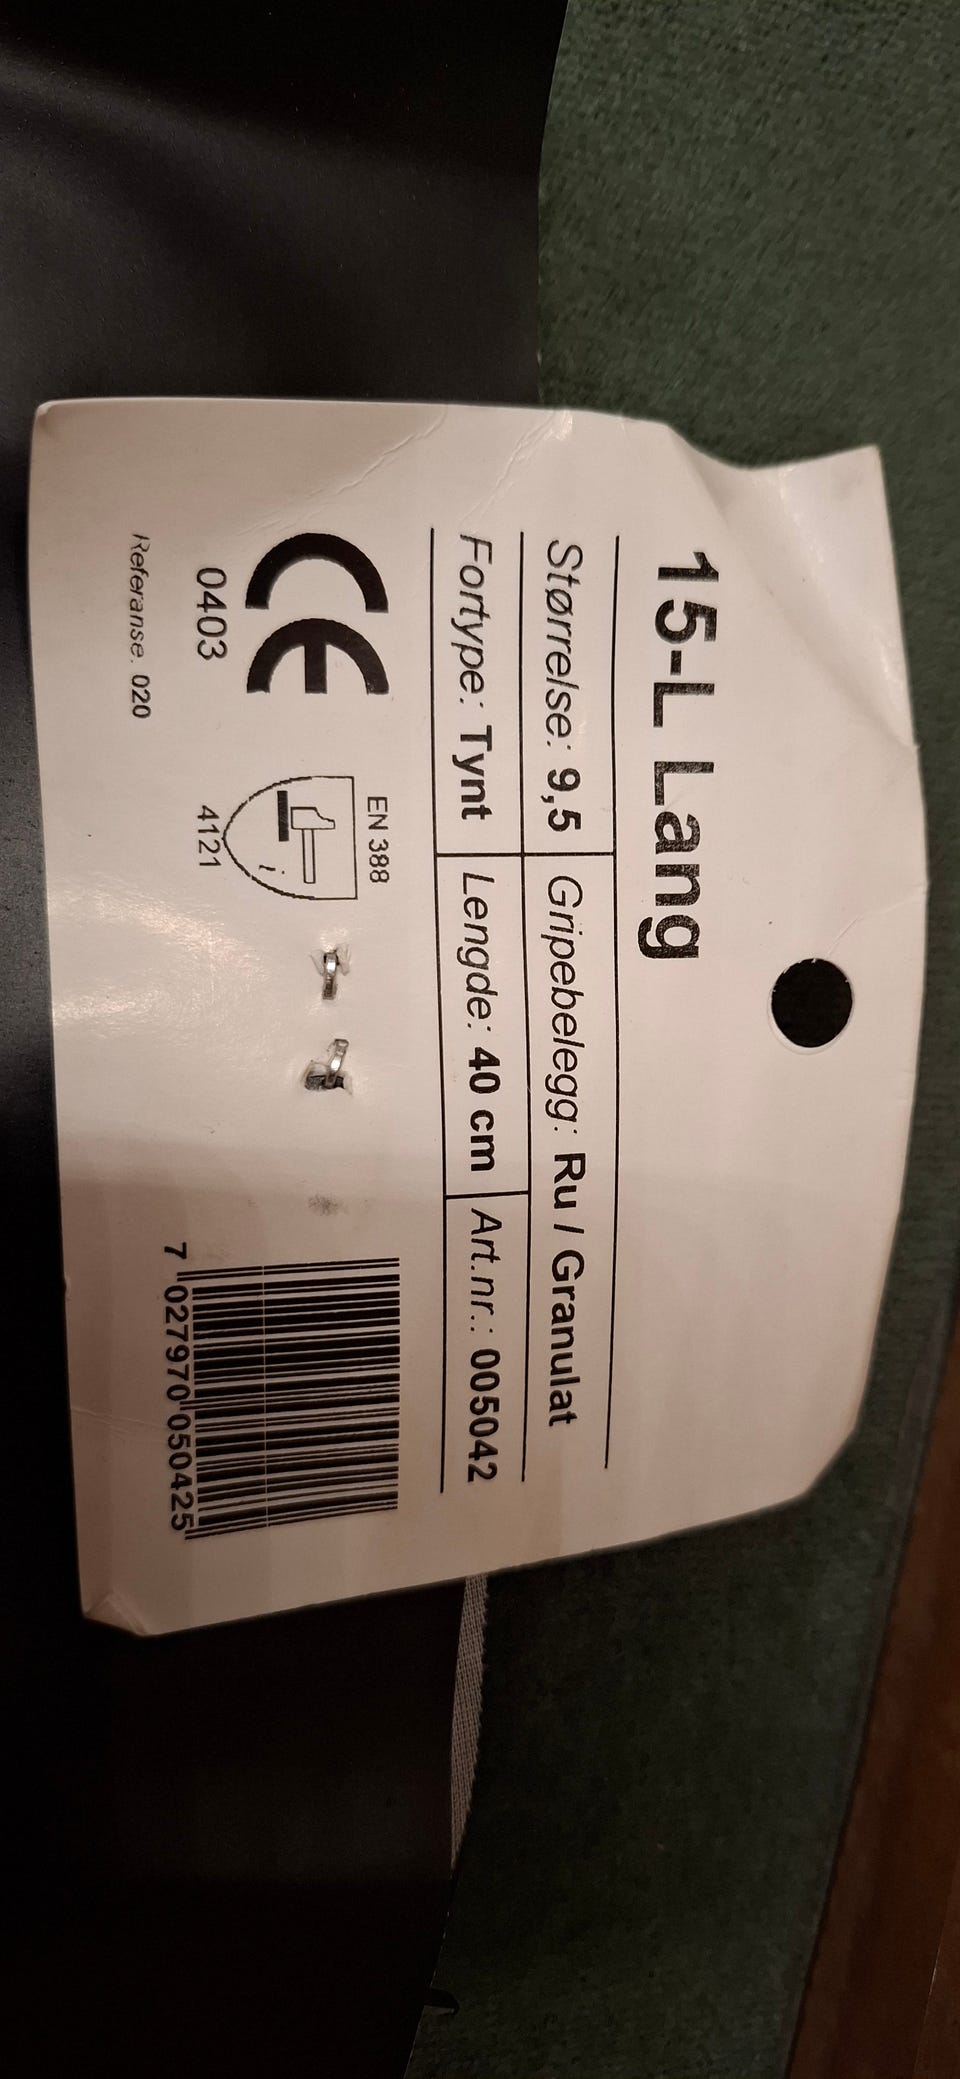 15-L Lang
Størrelse: 9,5 Gripebelegg: Ru / Granulat
Fortype: Tynt Lengde: 40 cm Art.nr.: 005042
CE
0403
EN 388
i
4121
Referanse. 020
7 027970 050425